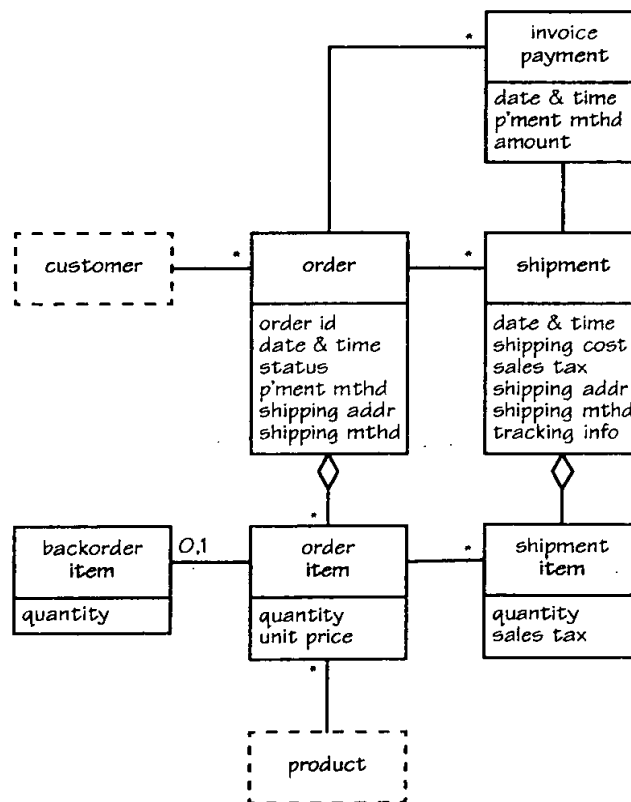 *
invoice
payment
date & time
p'ment mthd
amount
customer
*
order
*
shipment
order id
date & time
status
p'ment mthd
shipping addr
shipping mthd
date & time
shipping cost
sales tax
shipping addr
shipping mthd
tracking info
*
backorder
item
0,1
order
item
*
shipment
item
quantity
quantity
unit price
quantity
sales tax
*
product